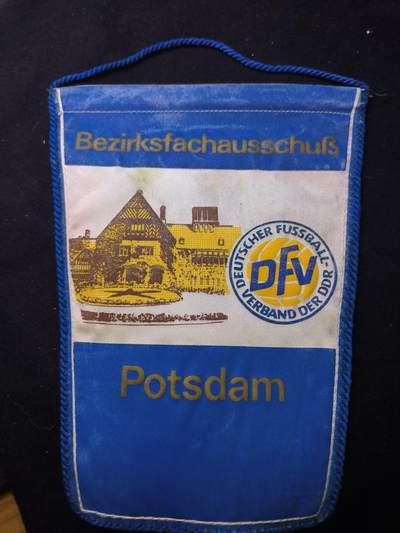 Bezirksfachausschuß
DEUTSCHER FUSSBALL-
DFV
VERBAND DER DDR
Potsdam